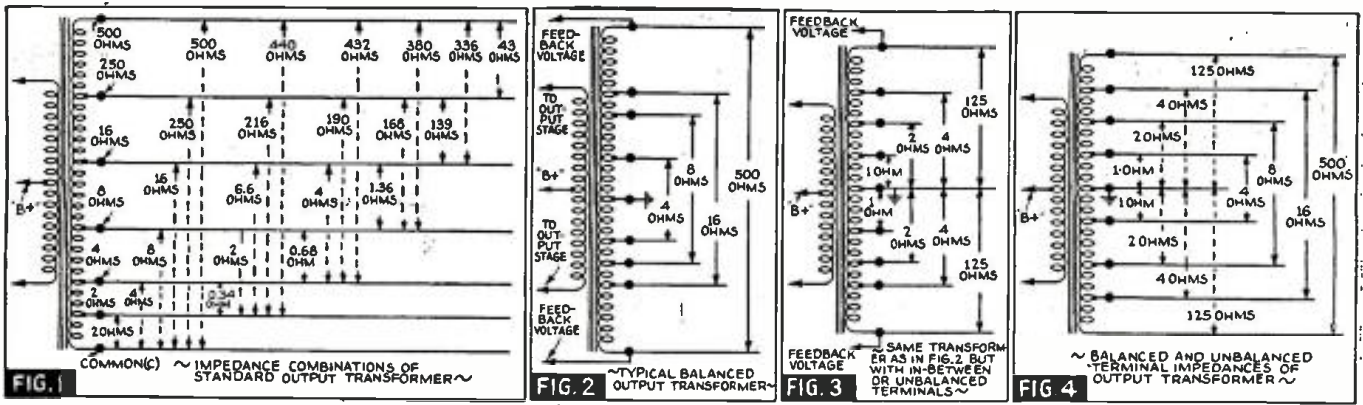 500
OHMS
500
OHMS
440
OHMS
432
OHMS
380
OHMS
336
OHMS
43
OHMS
250
OHMS
250
OHMS
216
OHMS
190
OHMS
168
OHMS
139
OHMS
16
OHMS
16
OHMS
6.6
OHMS
4
OHMS
1.36
OHMS
"B+"
8
OHMS
8
OHMS
2
OHMS
0.68
OHM
4
OHMS
4
OHMS
2
OHMS
2 OHMS
COMMON(C)
~ IMPEDANCE COMBINATIONS OF
STANDARD OUTPUT TRANSFORMER ~
FIG. 1
FEED-
BACK
VOLTAGE
TO
OUT-
PUT
STAGE
"B+"
TO
OUT-
PUT
STAGE
FEED-
BACK
VOLTAGE
4
OHMS
8
OHMS
16
OHMS
500
OHMS
~TYPICAL BALANCED
OUTPUT TRANSFORMER~
FIG. 2
FEEDBACK
VOLTAGE
125
OHMS
4
OHMS
2
OHMS
1 OHM
"B+"
1
OHM
2
OHMS
4
OHMS
125
OHMS
FEEDBACK
VOLTAGE
~ SAME TRANSFORM-
ER AS IN FIG. 2 BUT
WITH IN-BETWEEN
OR UNBALANCED
TERMINALS ~
FIG. 3
125 OHMS
4 OHMS
2 OHMS
1 OHM
"B+"
1 OHM
2 OHMS
4 OHMS
125 OHMS
4
OHMS
8
OHMS
16
OHMS
500
OHMS
~ BALANCED AND UNBALANCED
TERMINAL IMPEDANCES OF
OUTPUT TRANSFORMER ~
FIG. 4